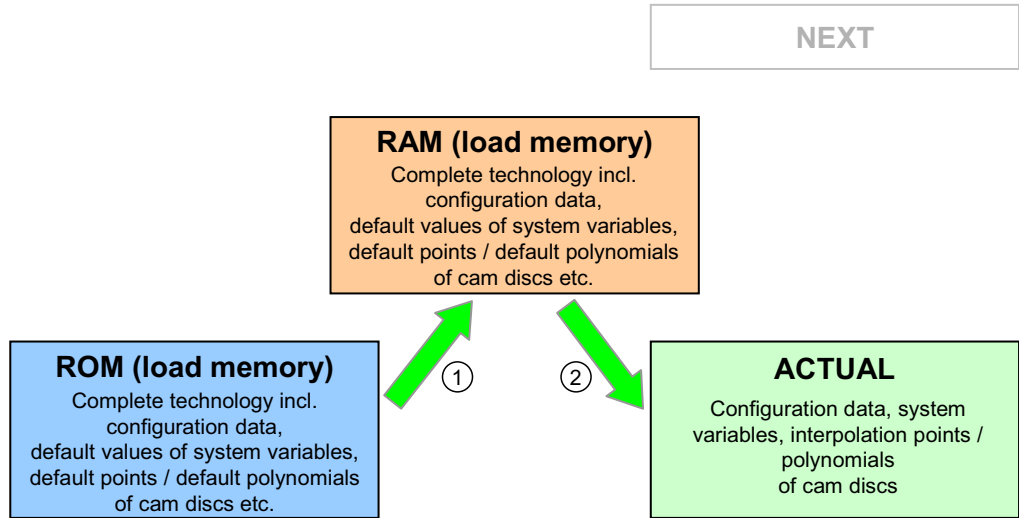 NEXT
RAM (load memory)
Complete technology incl.
configuration data,
default values of system variables,
default points / default polynomials
of cam discs etc.
1
2
ROM (load memory)
Complete technology incl.
configuration data,
default values of system variables,
default points / default polynomials
of cam discs etc.
ACTUAL
Configuration data, system
variables, interpolation points /
polynomials
of cam discs